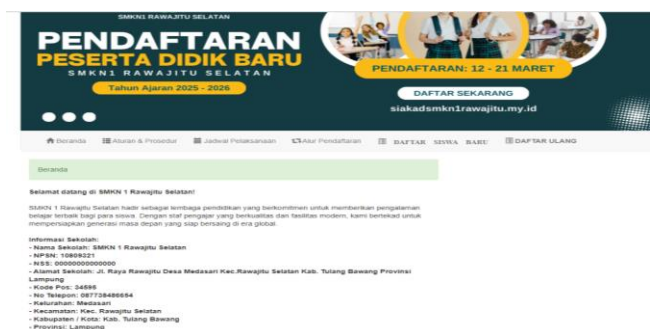 SMKN1 RAWAJITU SELATAN
PENDAFTARAN
PESERTA DIDIK BARU
SMKN1 RAWAJITU SELATAN
Tahun Ajaran 2025 - 2026
PENDAFTARAN: 12 - 21 MARET
DAFTAR SEKARANG
siakadsmkn1rawajitu.my.id
Beranda Aturan & Prosedur Jadwal Pelaksanaan Alur Pendaftaran DAFTAR SISWA BARU DAFTAR ULANG
Beranda
Selamat datang di SMKN 1 Rawajitu Selatan!
SMKN 1 Rawajitu Selatan hadir sebagai lembaga pendidikan yang berkomitmen untuk memberikan pengalaman
belajar terbaik bagi para siswa. Dengan staf pengajar yang berkualitas dan fasilitas modern, kami bertekad untuk
mempersiapkan generasi masa depan yang siap bersaing di era global.
Informasi Sekolah:
- Nama Sekolah: SMKN 1 Rawajitu Selatan
- NPSN: 10809321
- NSS: 00000000000000
- Alamat Sekolah: Jl. Raya Rawajitu Desa Medasari Kec.Rawajitu Selatan Kab. Tulang Bawang Provinsi
Lampung
- Kode Pos: 34595
- No Telepon: 087738486654
- Kelurahan: Medasari
- Kecamatan: Kec. Rawajitu Selatan
- Kabupaten / Kota: Kab. Tulang Bawang
- Provinsi: Lampung